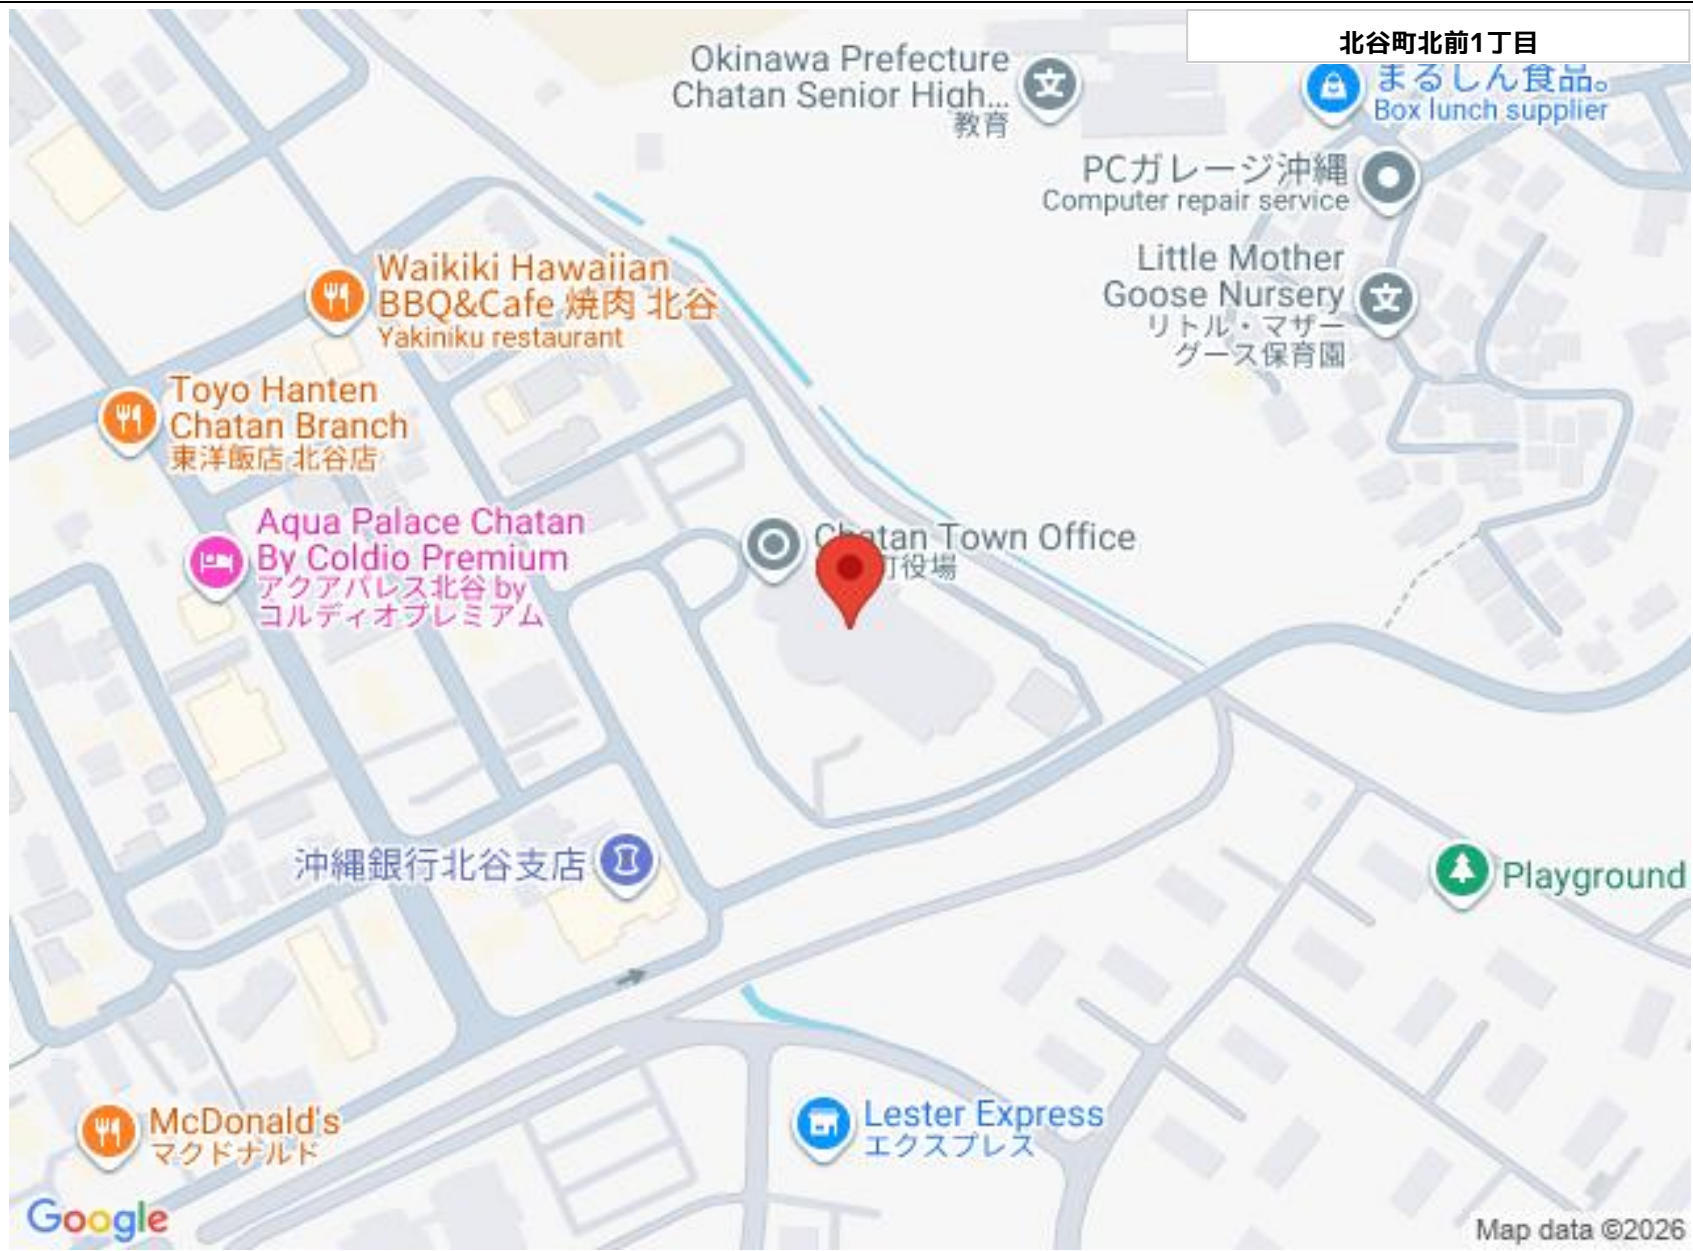 北谷町北前1丁目
Okinawa Prefecture
Chatan Senior High...
教育
まるしん食品。
Box lunch supplier
PCガレージ沖縄
Computer repair service
Little Mother
Goose Nursery
リトル・マザー
グース保育園
Waikiki Hawaiian
BBQ&Cafe 焼肉 北谷
Yakiniku restaurant
Toyo Hanten
Chatan Branch
東洋飯店 北谷店
Aqua Palace Chatan
By Coldio Premium
アクアパレス北谷 by
コルディオプレミアム
Chatan Town Office
町役場
沖縄銀行北谷支店
Playground
McDonald's
マクドナルド
Lester Express
エクスプレス
Google
Map data ©2026